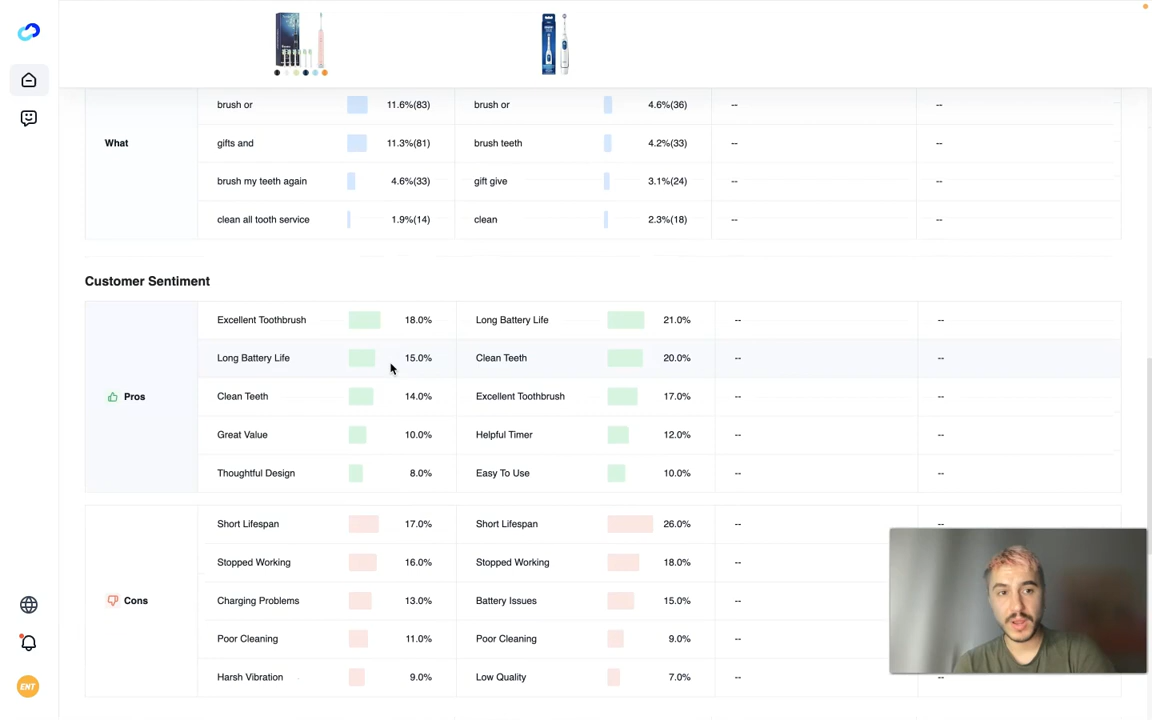 brush or 11.6%(83) brush or 4.6%(36) -- --
What gifts and 11.3%(81) brush teeth 4.2%(33) -- --
brush my teeth again 4.6%(33) gift give 3.1%(24) -- --
clean all tooth service 1.9%(14) clean 2.3%(18) -- --
Customer Sentiment
Excellent Toothbrush 18.0% Long Battery Life 21.0% -- --
Long Battery Life 15.0% Clean Teeth 20.0% -- --
Pros Clean Teeth 14.0% Excellent Toothbrush 17.0% -- --
Great Value 10.0% Helpful Timer 12.0% -- --
Thoughtful Design 8.0% Easy To Use 10.0% -- --
Short Lifespan 17.0% Short Lifespan 26.0% -- --
Stopped Working 16.0% Stopped Working 18.0% --
Cons Charging Problems 13.0% Battery Issues 15.0% --
Poor Cleaning 11.0% Poor Cleaning 9.0% --
Harsh Vibration 9.0% Low Quality 7.0% -- --
ENT